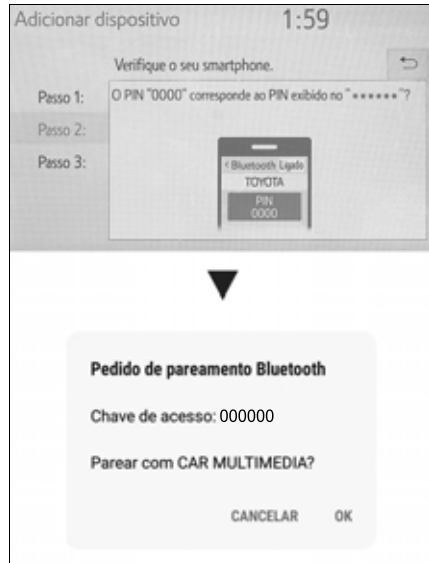 Adicionar dispositivo 1:59
Verifique o seu smartphone.
Passo 1:
O PIN "0000" corresponde ao PIN exibido no "••••••"?
Passo 2:
Passo 3:
‹ Bluetooth Ligado
TOYOTA
PIN
0000
Pedido de pareamento Bluetooth
Chave de acesso: 000000
Parear com CAR MULTIMEDIA?
CANCELAR OK